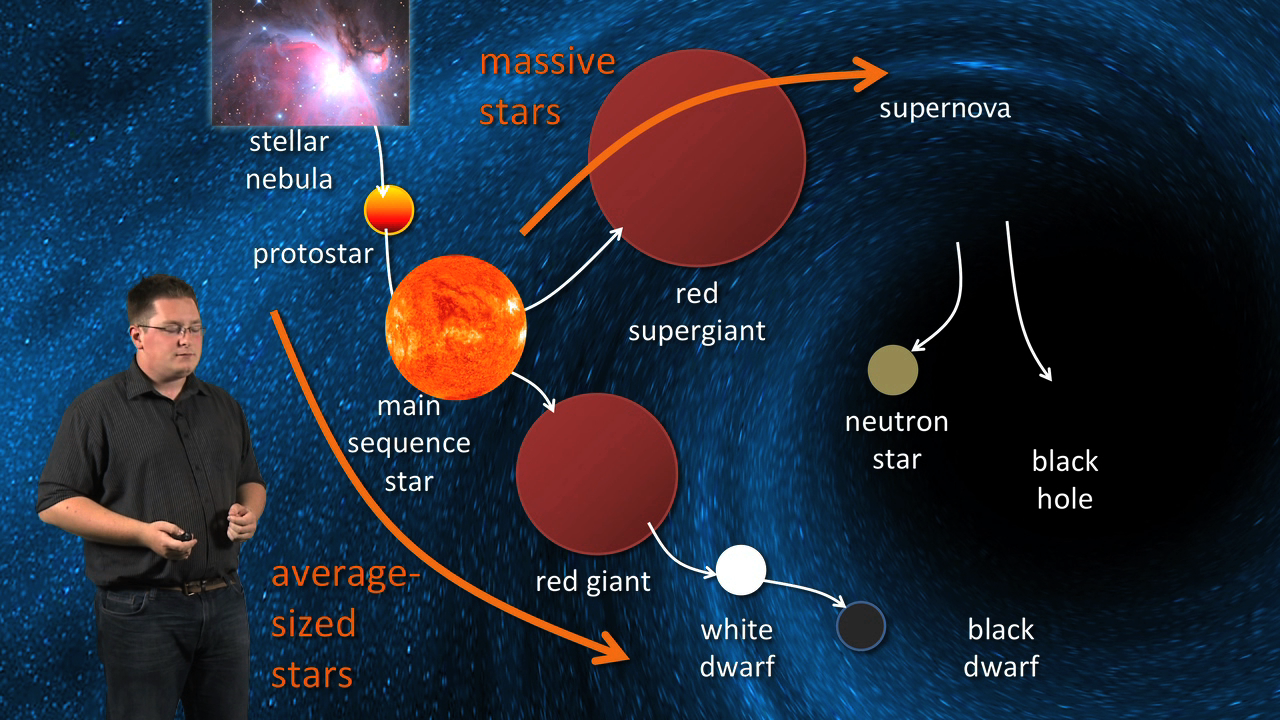 massive
stars
supernova
stellar
nebula
protostar
red
supergiant
main
sequence
star
neutron
star
black
hole
average-
sized
stars
red giant
white
dwarf
black
dwarf